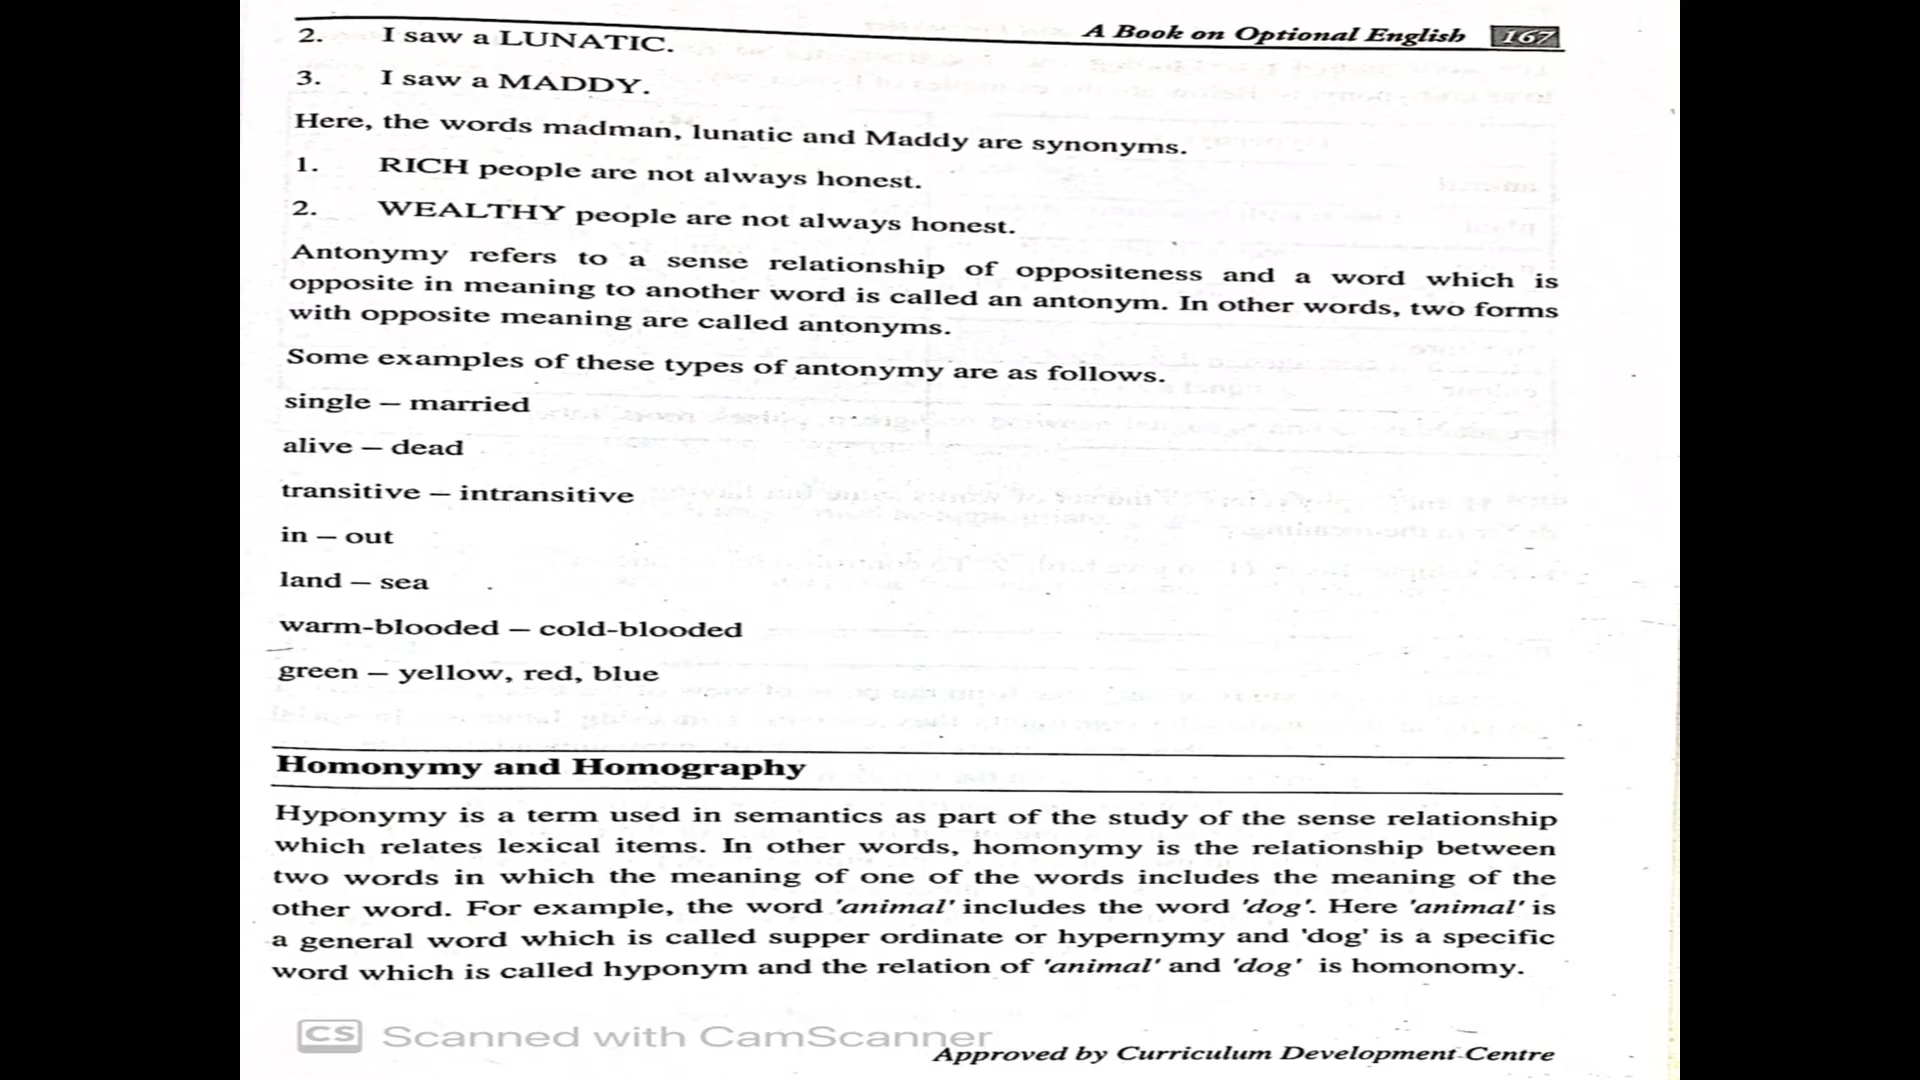 A Book on Optional English 167
2. I saw a LUNATIC.
3. I saw a MADDY.
Here, the words madman, lunatic and Maddy are synonyms.
1. RICH people are not always honest.
2. WEALTHY people are not always honest.
Antonymy refers to a sense relationship of oppositeness and a word which is
opposite in meaning to another word is called an antonym. In other words, two forms
with opposite meaning are called antonyms.
Some examples of these types of antonymy are as follows.
single – married
alive – dead
transitive – intransitive
in – out
land – sea
warm-blooded – cold-blooded
green – yellow, red, blue
Homonymy and Homography
Hyponymy is a term used in semantics as part of the study of the sense relationship
which relates lexical items. In other words, homonymy is the relationship between
two words in which the meaning of one of the words includes the meaning of the
other word. For example, the word 'animal' includes the word 'dog'. Here 'animal' is
a general word which is called supper ordinate or hypernymy and 'dog' is a specific
word which is called hyponym and the relation of 'animal' and 'dog' is homonomy.
CS Scanned with CamScanner
Approved by Curriculum Development Centre